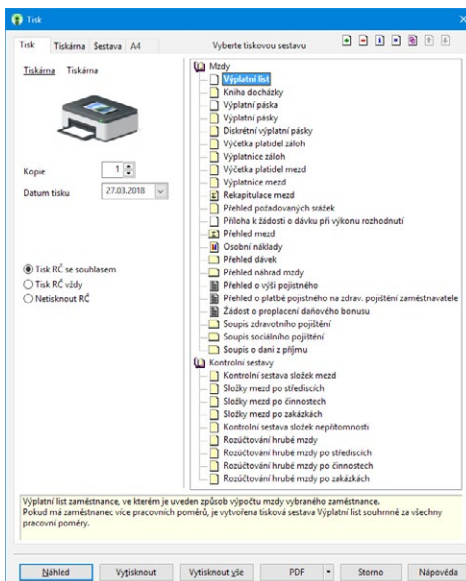 Tisk
Tisk Tiskárna Sestava A4
Vyberte tiskovou sestavu
Tiskárna Tiskárna
Kopie 1
Datum tisku 27.03.2018
Tisk RČ se souhlasem
Tisk RČ vždy
Netisknout RČ
Mzdy
Výplatní list
Kniha docházky
Výplatní páska
Výplatní pásky
Diskrétní výplatní pásky
Výčetka platidel záloh
Výplatnice záloh
Výčetka platidel mezd
Výplatnice mezd
Rekapitulace mezd
Přehled požadovaných srážek
Příloha k žádosti o dávku při výkonu rozhodnutí
Přehled mezd
Osobní náklady
Přehled dávek
Přehled náhrad mzdy
Přehled o výši pojistného
Přehled o platbě pojistného na zdrav. pojištění zaměstnavatele
Žádost o proplacení daňového bonusu
Soupis zdravotního pojištění
Soupis sociálního pojištění
Soupis o dani z příjmu
Kontrolní sestavy
Kontrolní sestava složek mezd
Složky mezd po střediscích
Složky mezd po činnostech
Složky mezd po zakázkách
Kontrolní sestava složek nepřítomnosti
Rozúčtování hrubé mzdy
Rozúčtování hrubé mzdy po střediscích
Rozúčtování hrubé mzdy po činnostech
Rozúčtování hrubé mzdy po zakázkách
Výplatní list zaměstnance, ve kterém je uveden způsob výpočtu mzdy vybraného zaměstnance.
Pokud má zaměstnanec více pracovních poměrů, je vytvořena tisková sestava Výplatní list souhrnně za všechny
pracovní poměry.
Náhled Vytisknout Vytisknout vše PDF Storno Nápověda